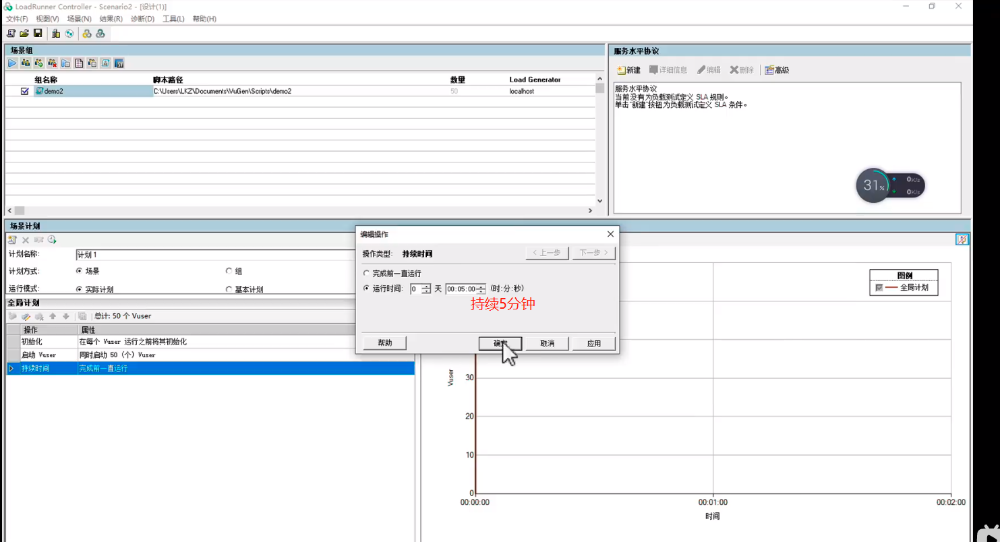 LoadRunner Controller - Scenario2 - [设计(1)]
文件(F) 视图(V) 场景(N) 结果(R) 诊断(D) 工具(L) 帮助(H)
场景组
组名称 脚本路径 数量 Load Generator
demo2 C:\Users\LKZ\Documents\VuGen\Scripts\demo2 50 localhost
服务水平协议
新建 详细信息 编辑 删除 高级
服务水平协议
当前没有为负载测试定义 SLA 规则。
单击"新建"按钮为负载测试定义 SLA 条件。
31%
0K/s
0K/s
场景计划
计划名称: 计划 1
计划方式: 场景 组
运行模式: 实际计划 基本计划
全局计划
总计: 50 个 Vuser
操作 属性
初始化 在每个 Vuser 运行之前将其初始化
启动 Vuser 同时启动 50 (个) Vuser
持续时间 完成前一直运行
编辑操作
操作类型: 持续时间 < 上一步 下一步 >
完成前一直运行
运行时间: 0 天 00:05:00 (时:分:秒)
持续5分钟
帮助 确定 取消 应用
图例
全局计划
Vuser
30
20
10
0
00:00:00 00:01:00 00:02:00
时间